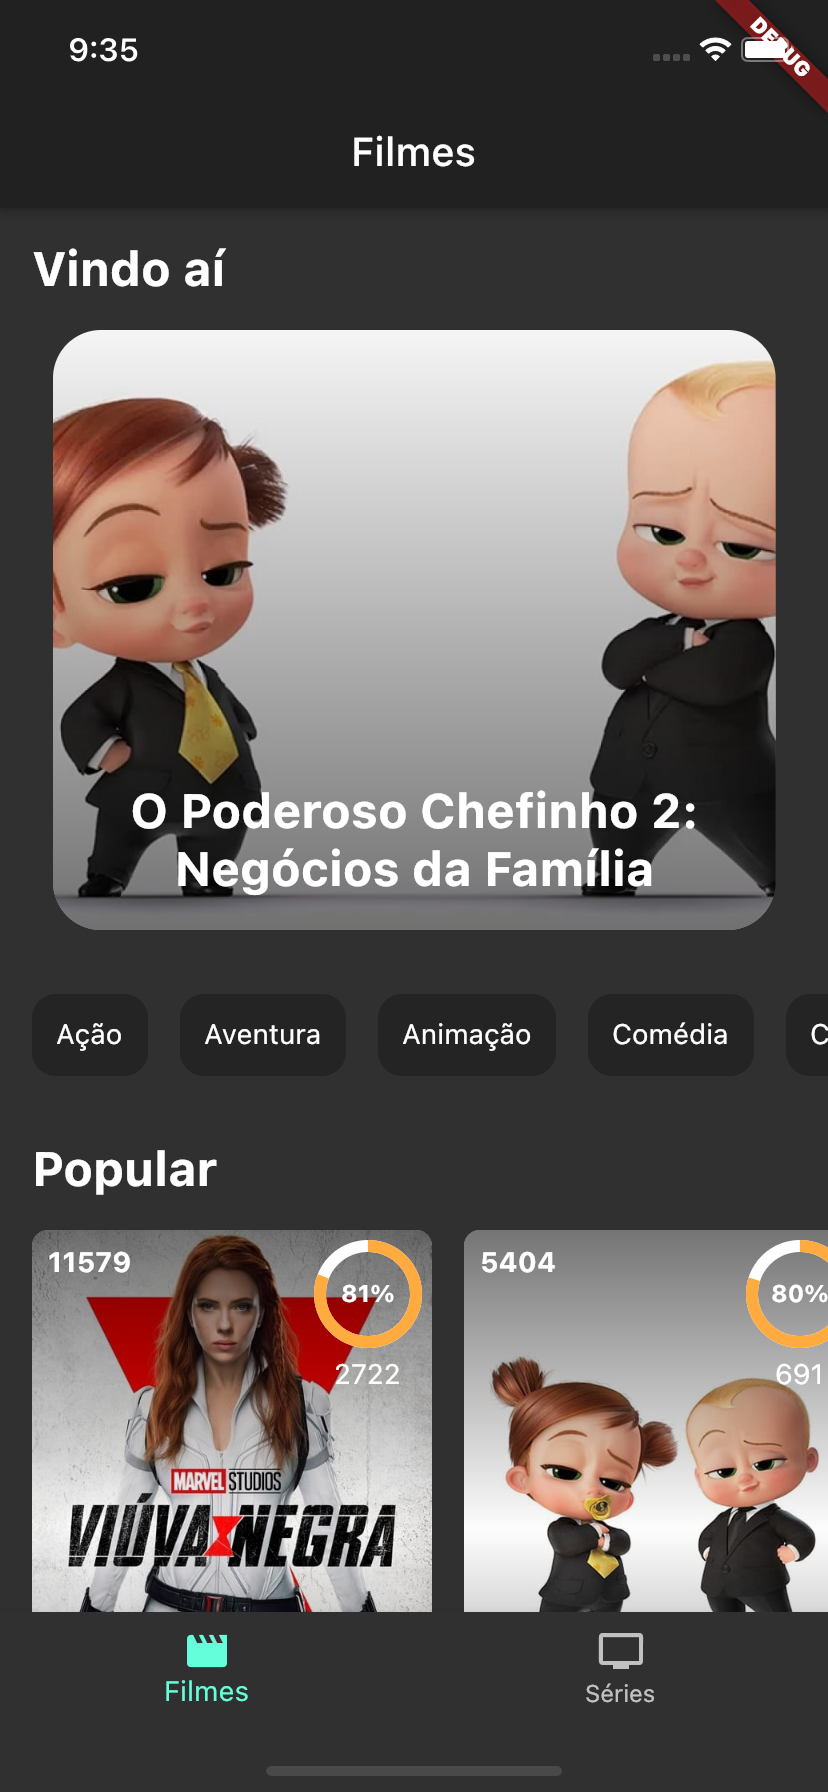 9:35
DEBUG
Filmes
Vindo aí
O Poderoso Chefinho 2:
Negócios da Família
Ação
Aventura
Animação
Comédia
C
Popular
11579
81%
2722
MARVEL STUDIOS
VIÚVA NEGRA
5404
80%
691
Filmes
Séries